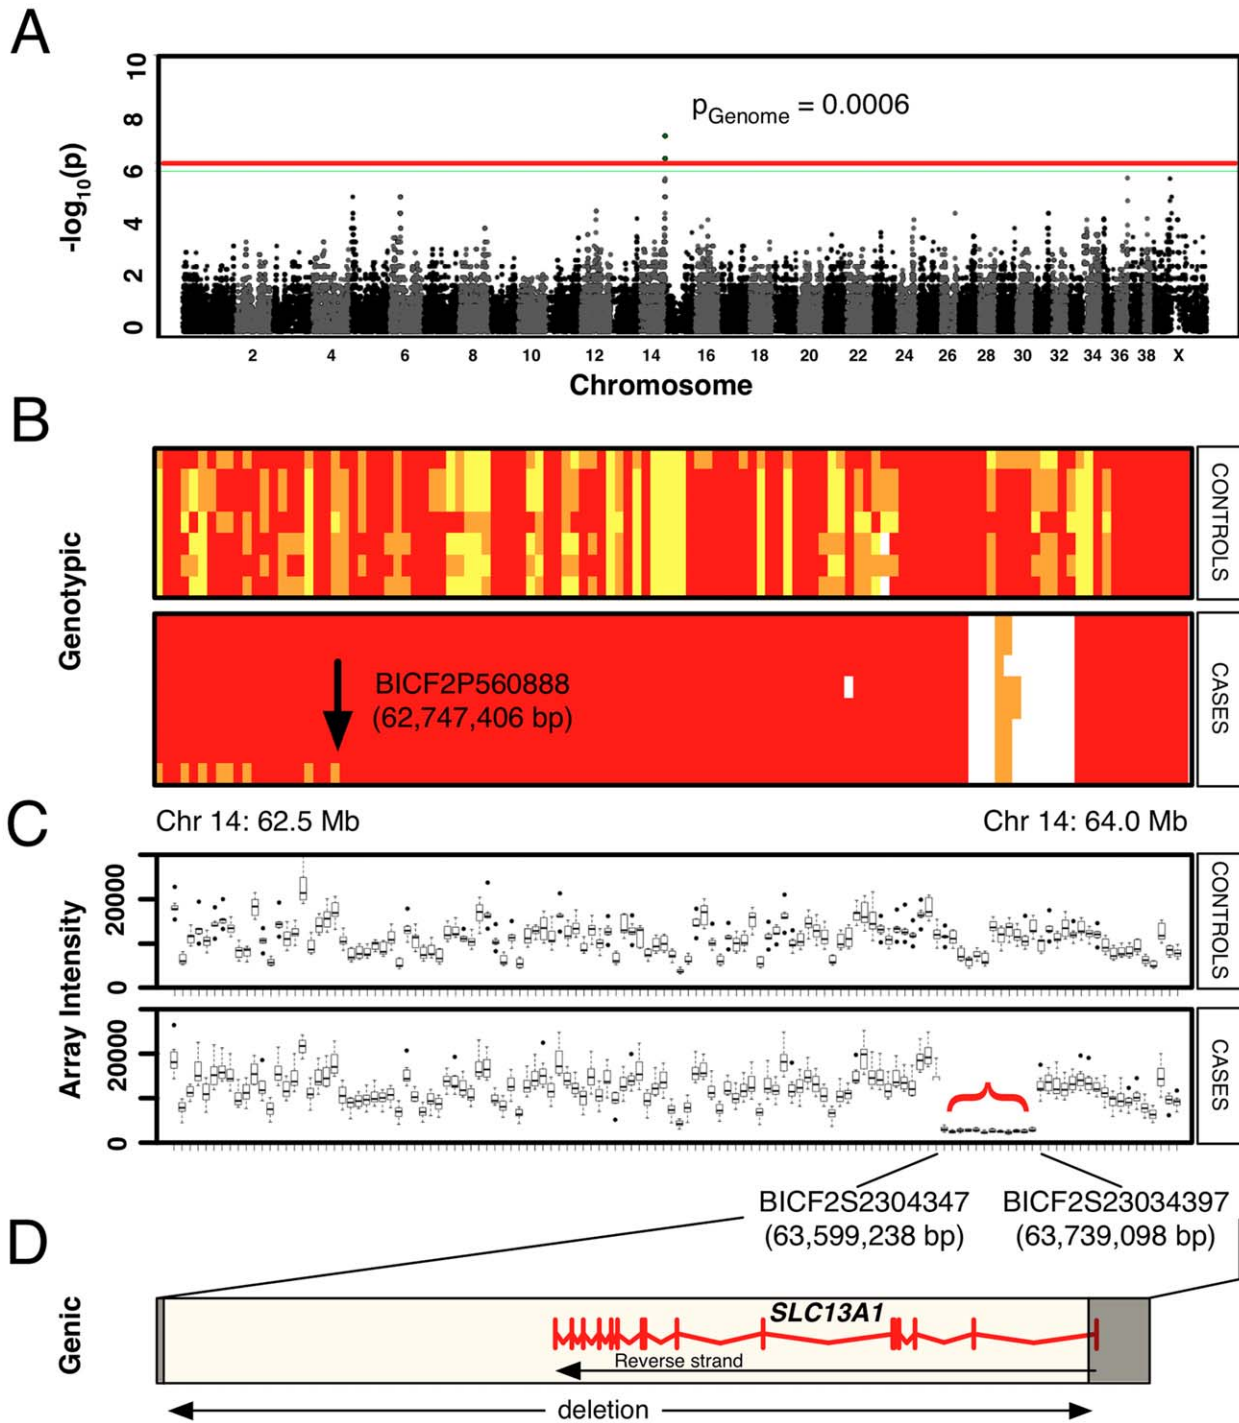 A
10
8
6
4
2
0
-log10(p)
pGenome = 0.0006
2 4 6 8 10 12 14 16 18 20 22 24 26 28 30 32 34 36 38 X
Chromosome
B
Genotypic
CONTROLS
CASES
BICF2P560888
(62,747,406 bp)
Chr 14: 62.5 Mb Chr 14: 64.0 Mb
C
Array Intensity
20000
0
CONTROLS
20000
0
CASES
BICF2S2304347 BICF2S23034397
(63,599,238 bp) (63,739,098 bp)
D
Genic
SLC13A1
Reverse strand
deletion